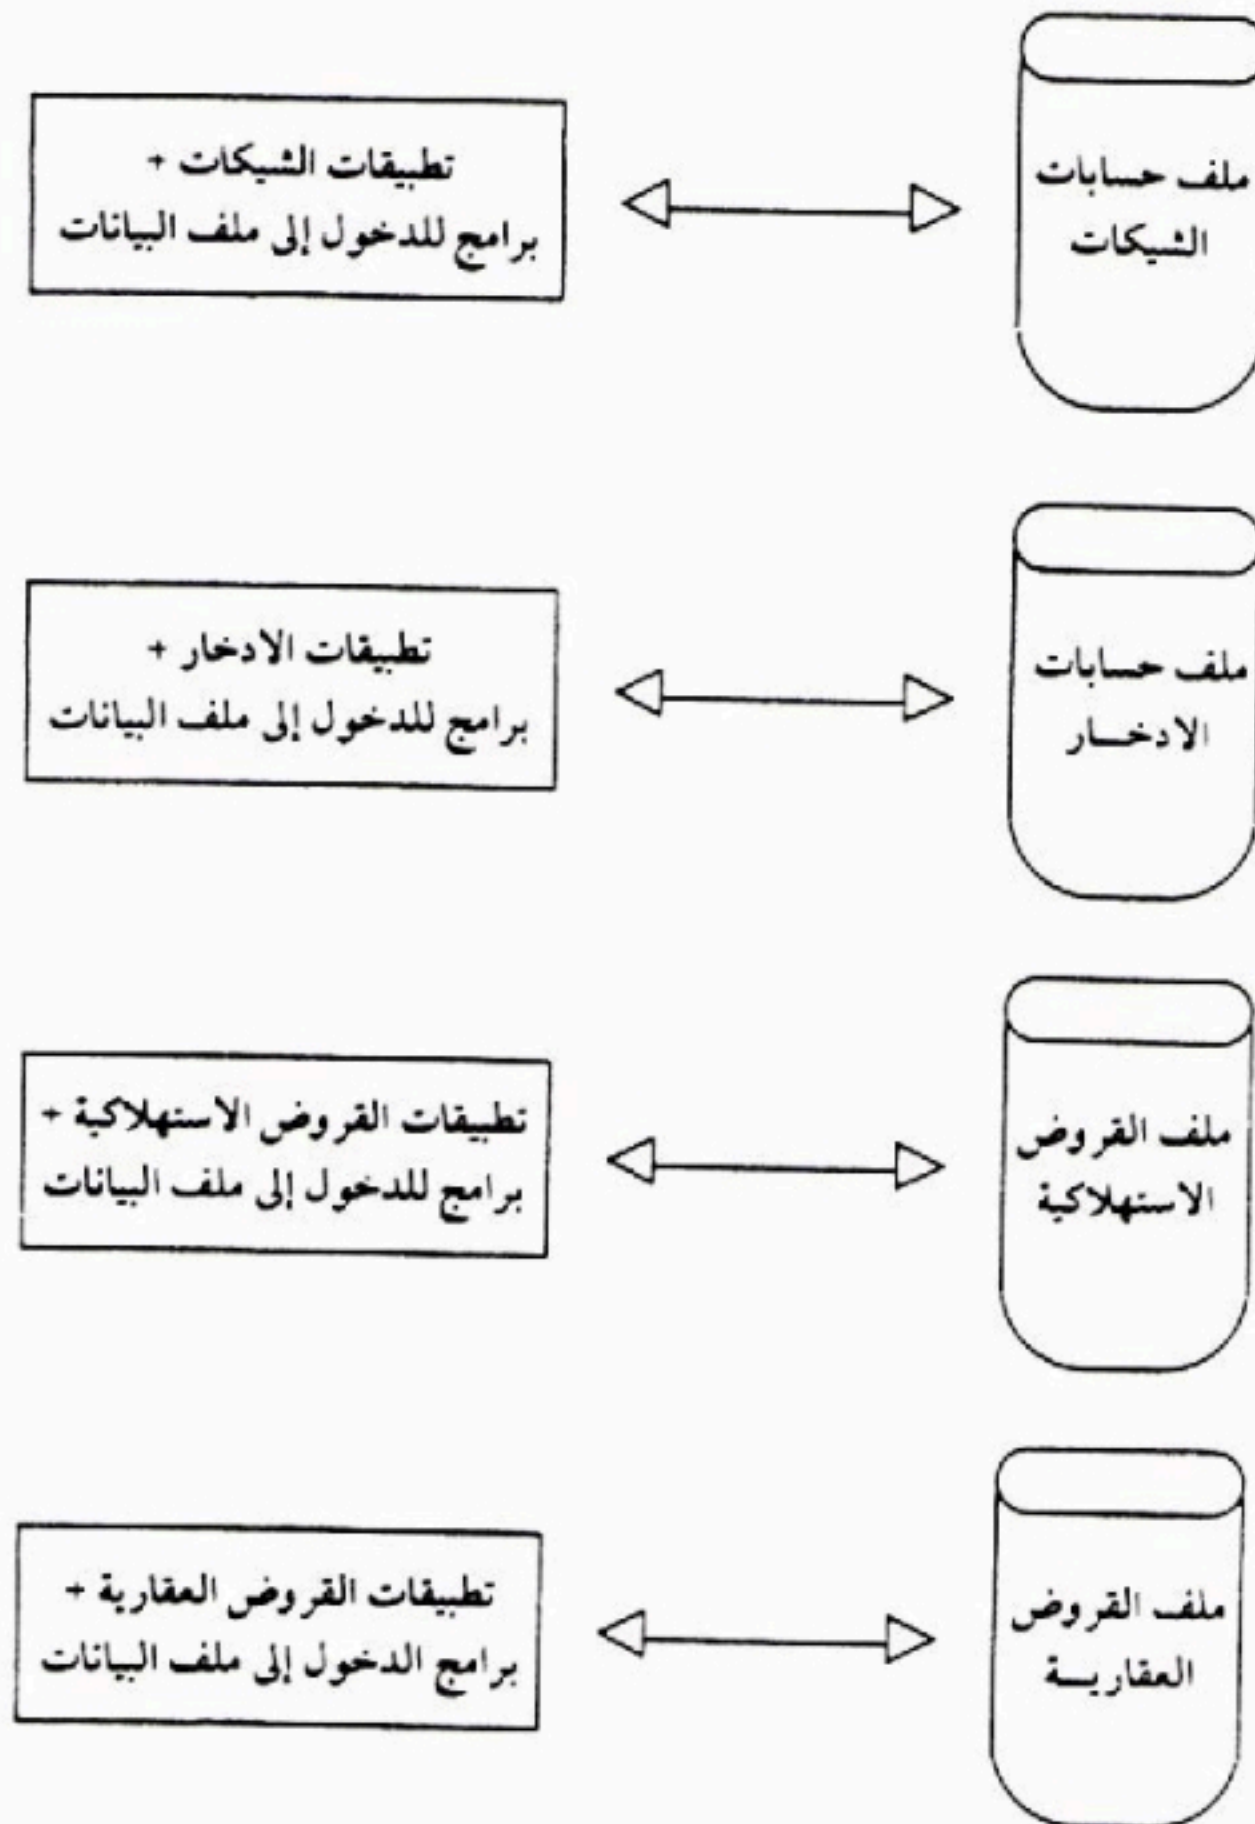 ملف حسابات
الشيكات
تطبيقات الشيكات +
برامج للدخول إلى ملف البيانات
ملف حسابات
الادخـــار
تطبيقات الادخار +
برامج للدخول إلى ملف البيانات
ملف القروض
الاستهلاكية
تطبيقات القروض الاستهلاكية +
برامج للدخول إلى ملف البيانات
ملف القروض
العقاريــة
تطبيقات القروض العقارية +
برامج الدخول إلى ملف البيانات